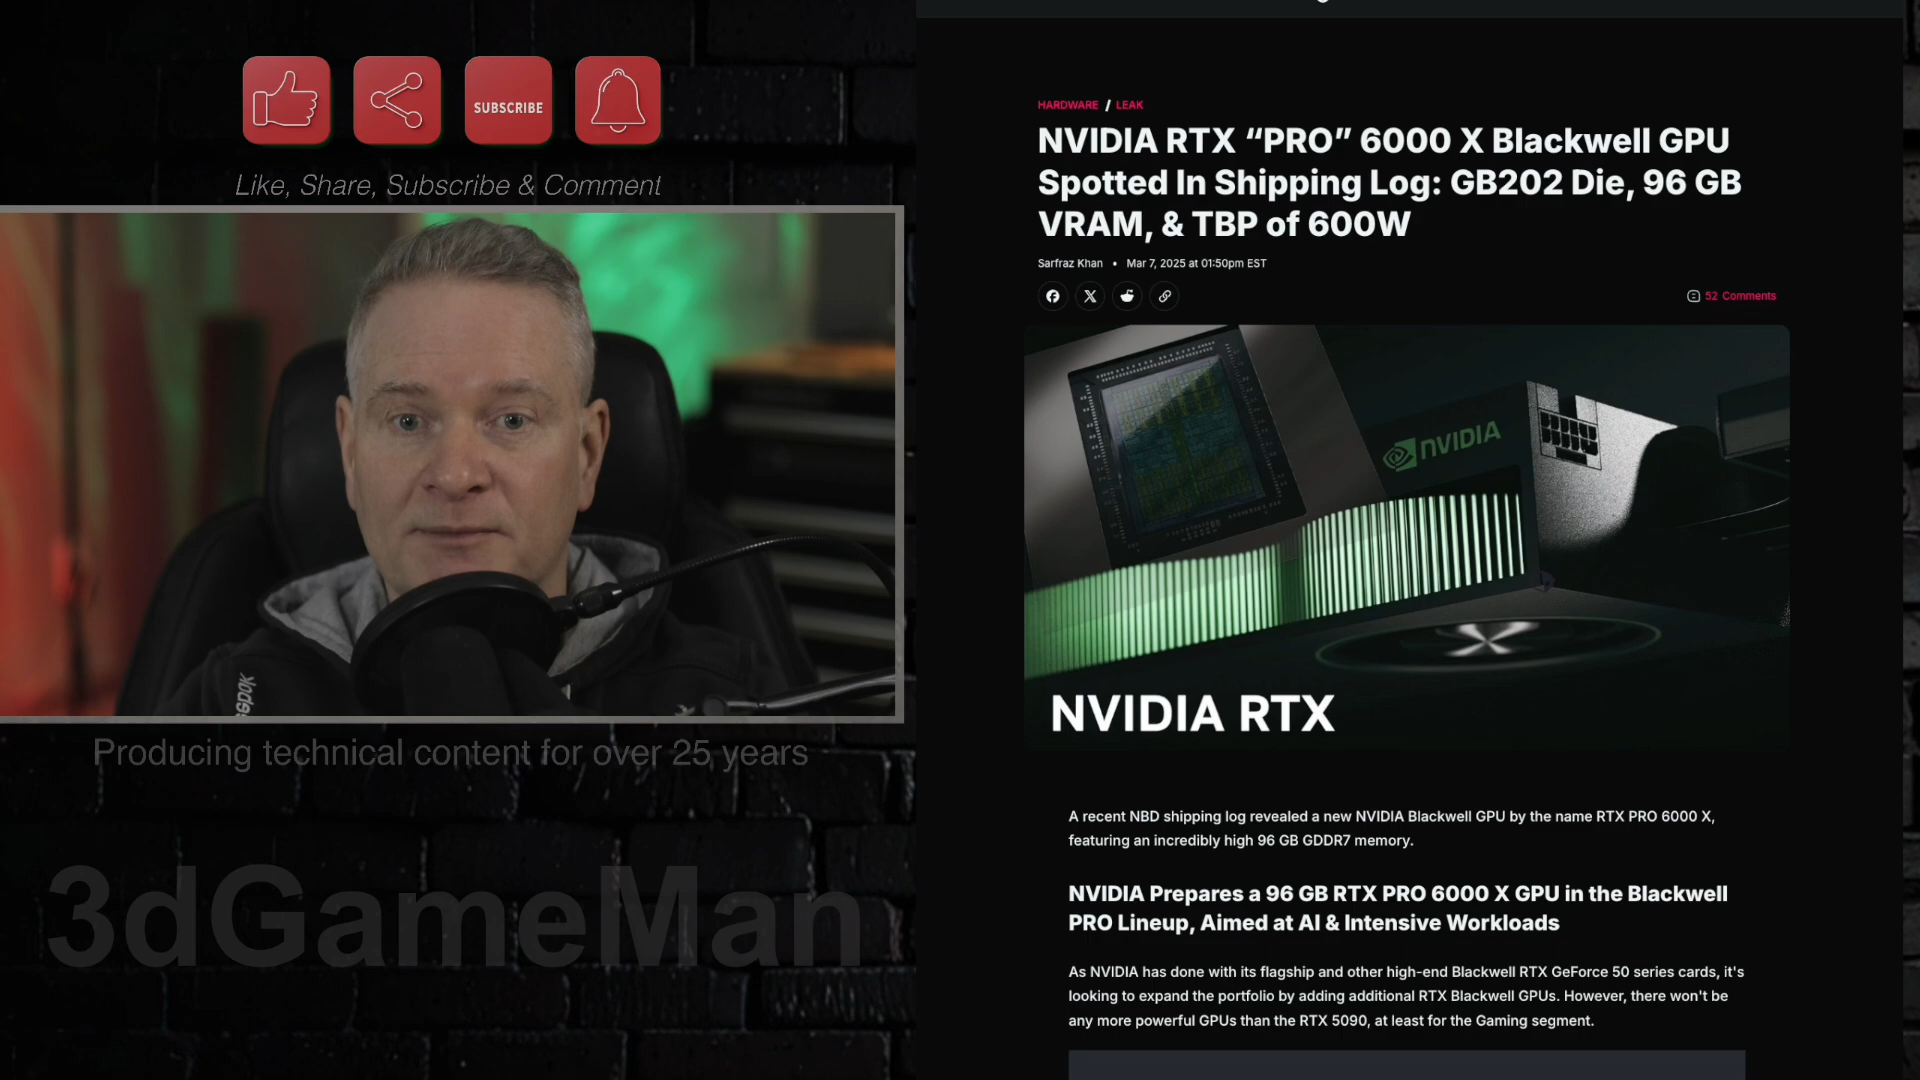 SUBSCRIBE
Like, Share, Subscribe & Comment
Producing technical content for over 25 years
3dGameMan
HARDWARE / LEAK
NVIDIA RTX “PRO” 6000 X Blackwell GPU
Spotted In Shipping Log: GB202 Die, 96 GB
VRAM, & TBP of 600W
Sarfraz Khan • Mar 7, 2025 at 01:50pm EST
52 Comments
NVIDIA
NVIDIA RTX
A recent NBD shipping log revealed a new NVIDIA Blackwell GPU by the name RTX PRO 6000 X,
featuring an incredibly high 96 GB GDDR7 memory.
NVIDIA Prepares a 96 GB RTX PRO 6000 X GPU in the Blackwell
PRO Lineup, Aimed at AI & Intensive Workloads
As NVIDIA has done with its flagship and other high-end Blackwell RTX GeForce 50 series cards, it's
looking to expand the portfolio by adding additional RTX Blackwell GPUs. However, there won't be
any more powerful GPUs than the RTX 5090, at least for the Gaming segment.